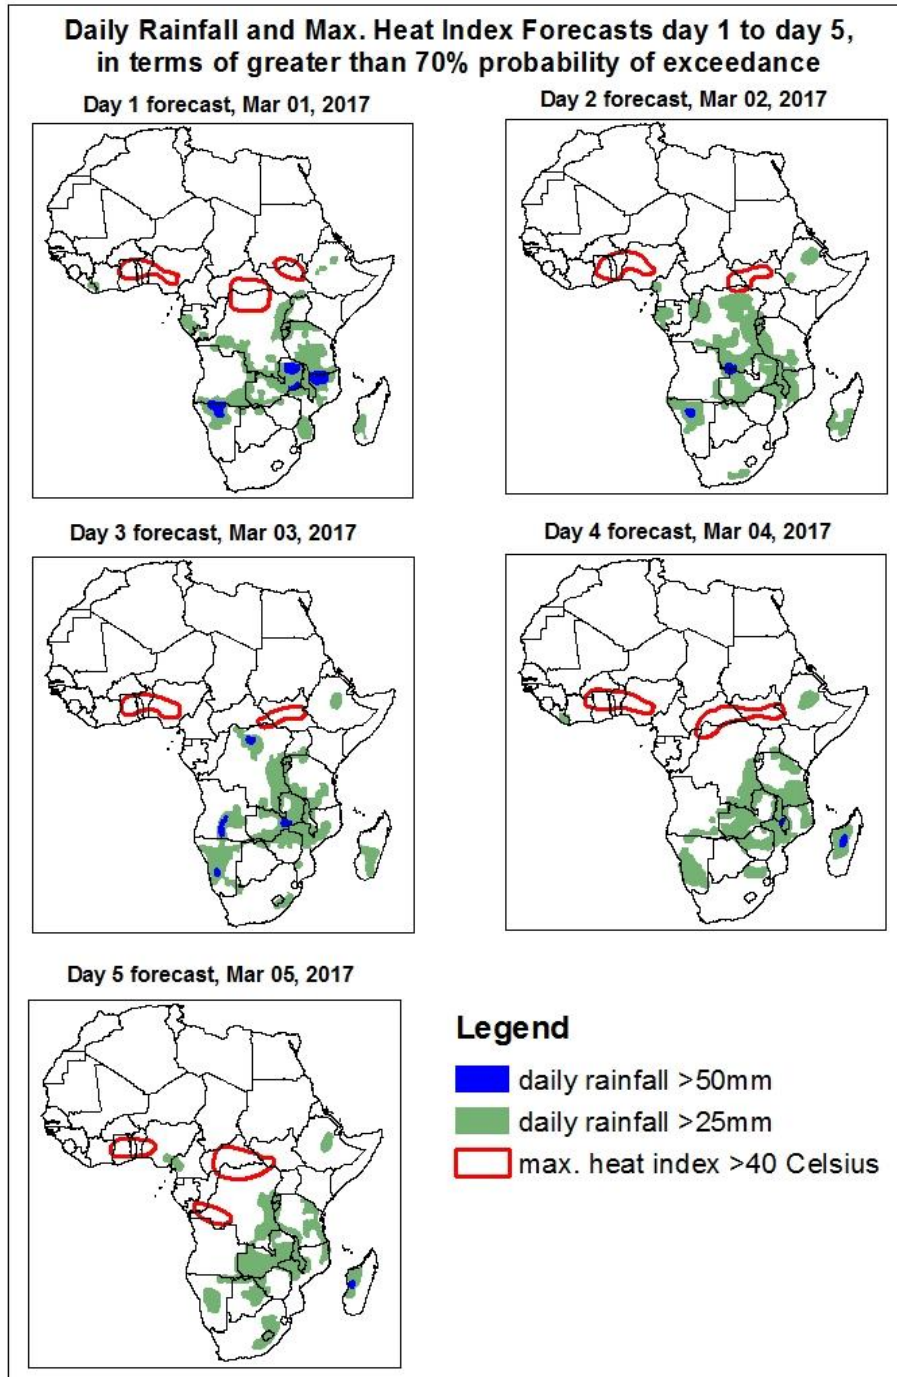 Daily Rainfall and Max. Heat Index Forecasts day 1 to day 5,
in terms of greater than 70% probability of exceedance
Day 1 forecast, Mar 01, 2017
Day 2 forecast, Mar 02, 2017
Day 3 forecast, Mar 03, 2017
Day 4 forecast, Mar 04, 2017
Day 5 forecast, Mar 05, 2017
Legend
daily rainfall >50mm
daily rainfall >25mm
max. heat index >40 Celsius